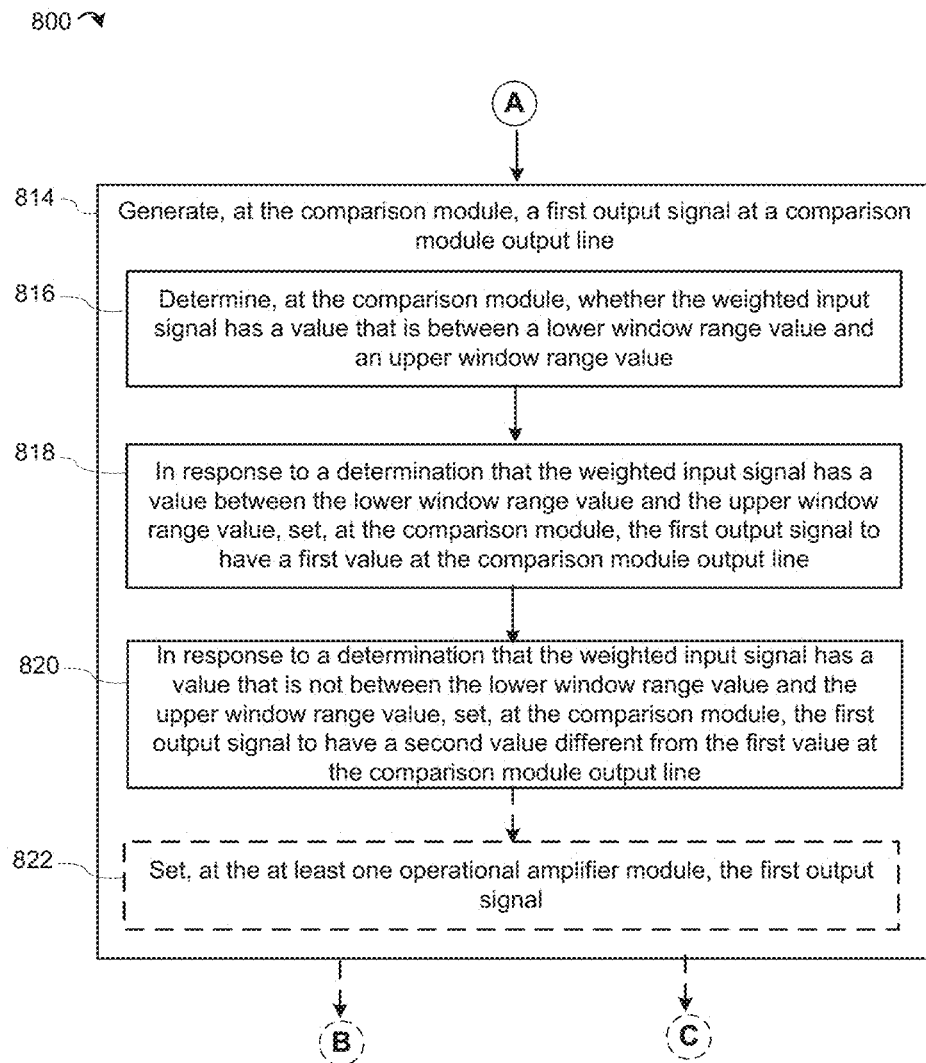 800
A
814
Generate, at the comparison module, a first output signal at a comparison
module output line
816
Determine, at the comparison module, whether the weighted input
signal has a value that is between a lower window range value and
an upper window range value
818
In response to a determination that the weighted input signal has a
value between the lower window range value and the upper window
range value, set, at the comparison module, the first output signal to
have a first value at the comparison module output line
820
In response to a determination that the weighted input signal has a
value that is not between the lower window range value and the
upper window range value, set, at the comparison module, the first
output signal to have a second value different from the first value at
the comparison module output line
822
Set, at the at least one operational amplifier module, the first output
signal
B
C